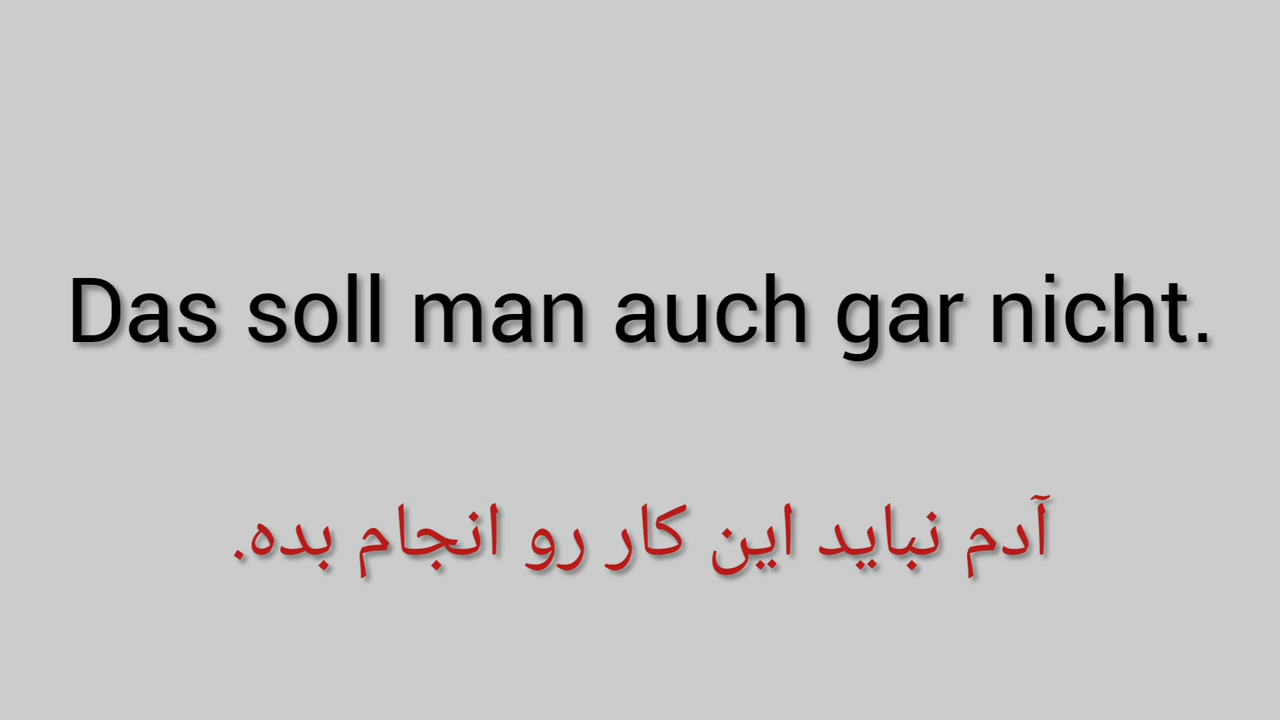 Das soll man auch gar nicht.
آدم نباید این کار رو انجام بده.